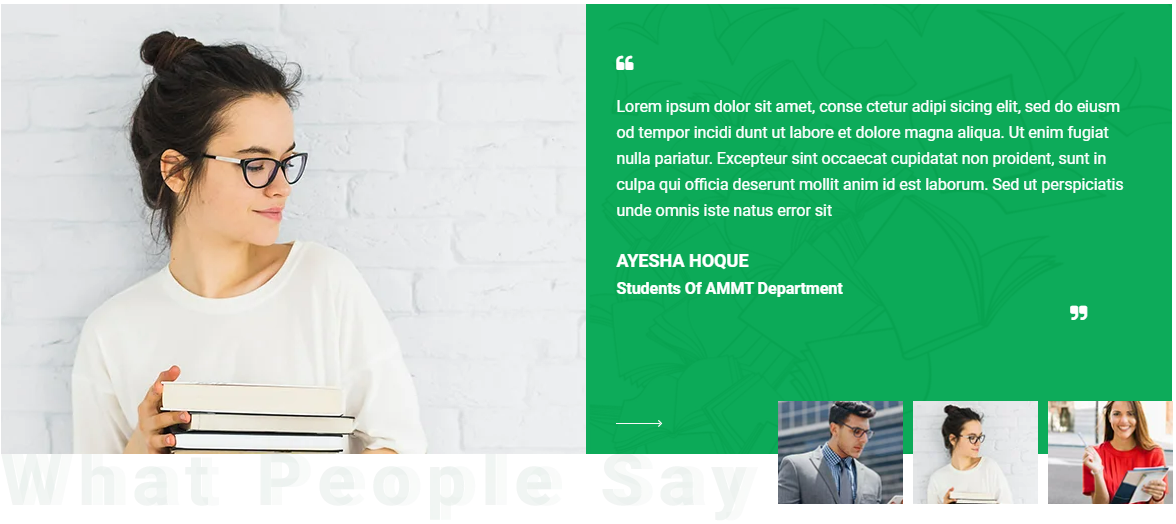 ❝
Lorem ipsum dolor sit amet, conse ctetur adipi sicing elit, sed do eiusm
od tempor incidi dunt ut labore et dolore magna aliqua. Ut enim fugiat
nulla pariatur. Excepteur sint occaecat cupidatat non proident, sunt in
culpa qui officia deserunt mollit anim id est laborum. Sed ut perspiciatis
unde omnis iste natus error sit
AYESHA HOQUE
Students Of AMMT Department
❞
What People Say